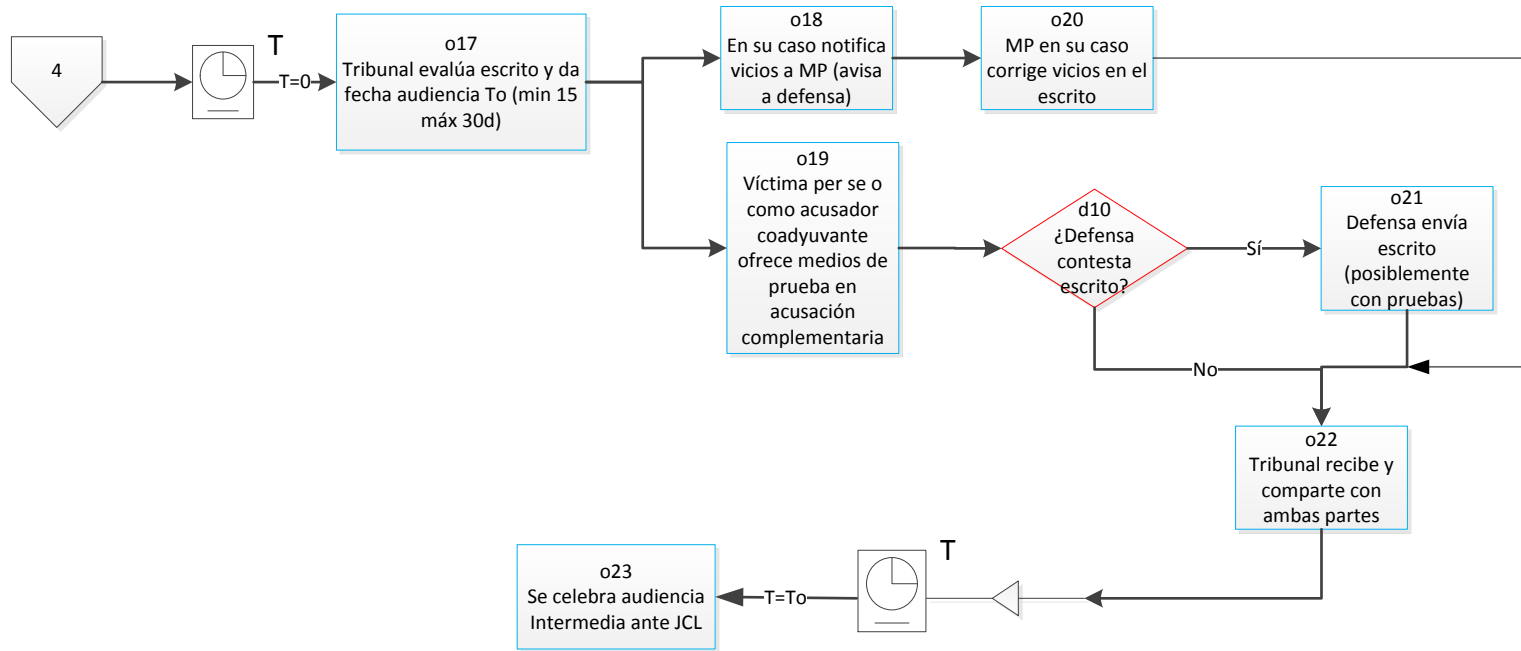 4
T
T=0
o17
Tribunal evalúa escrito y da
fecha audiencia To (min 15
máx 30d)
o18
En su caso notifica
vicios a MP (avisa
a defensa)
o20
MP en su caso
corrige vicios en el
escrito
o19
Víctima per se o
como acusador
coadyuvante
ofrece medios de
prueba en
acusación
complementaria
d10
¿Defensa
contesta
escrito?
Sí
o21
Defensa envía
escrito
(posiblemente
con pruebas)
No
o22
Tribunal recibe y
comparte con
ambas partes
T
T=To
o23
Se celebra audiencia
Intermedia ante JCL